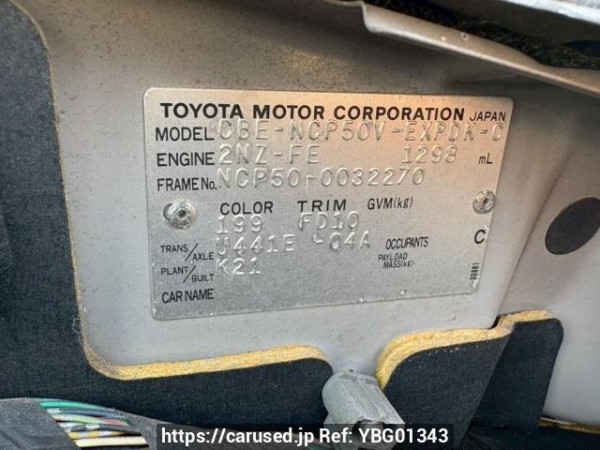 TOYOTA MOTOR CORPORATION JAPAN
MODEL CBE-NCP50V-EXPDK-C
ENGINE 2NZ-FE 1298 mL
FRAME No. NCP50-0032270
COLOR TRIM GVM(kg)
199 FD10
TRANS/AXLE U441E -04A OCCUPANTS C
PLANT/BUILT K21 PAYLOAD MASS(kg)
CAR NAME
https://carused.jp Ref: YBG01343